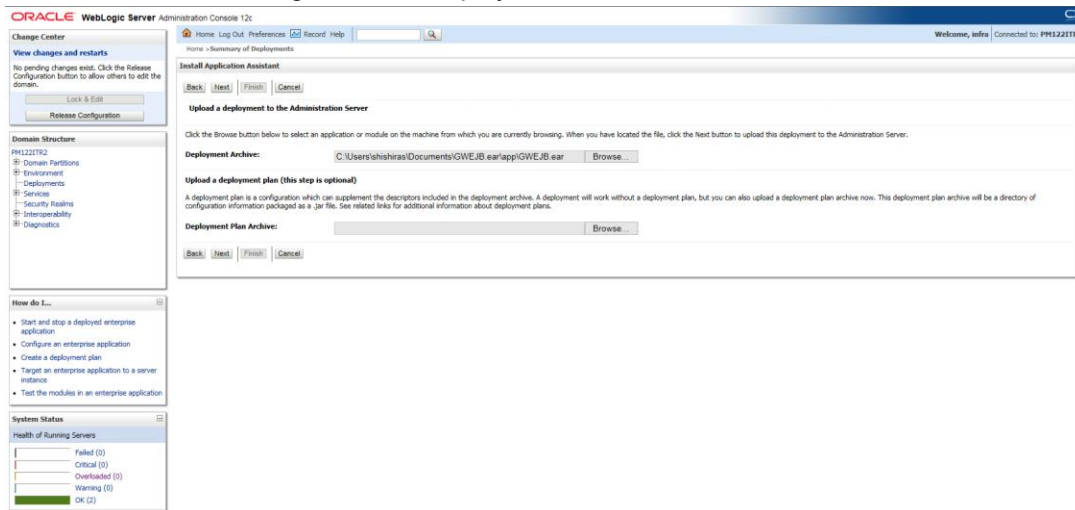 ORACLE WebLogic Server Administration Console 12c
Change Center
View changes and restarts
No pending changes exist. Click the Release
Configuration button to allow others to edit the
domain.
Lock & Edit
Release Configuration
Domain Structure
PM122ITR2
Domain Partitions
Environment
Deployments
Services
Security Realms
Interoperability
Diagnostics
How do I...
Start and stop a deployed enterprise
application
Configure an enterprise application
Create a deployment plan
Target an enterprise application to a server
instance
Test the modules in an enterprise application
System Status
Health of Running Servers
Failed (0)
Critical (0)
Overloaded (0)
Warning (0)
OK (2)
Home Log Out Preferences Record Help
Welcome, infra Connected to:
Home >Summary of Deployments
Install Application Assistant
Back Next Finish Cancel
Upload a deployment to the Administration Server
Click the Browse button below to select an application or module on the machine from which you are currently browsing. When you have located the file, click the Next button to upload this deployment to the Administration Server.
Deployment Archive: C:\Users\shishiras\Documents\GWEJB.ear\app\GWEJB.ear Browse...
Upload a deployment plan (this step is optional)
A deployment plan is a configuration which can supplement the descriptors included in the deployment archive. A deployment will work without a deployment plan, but you can also upload a deployment plan archive now. This deployment plan archive will be a directory of
configuration information packaged as a .jar file. See related links for additional information about deployment plans.
Deployment Plan Archive: Browse...
Back Next Finish Cancel